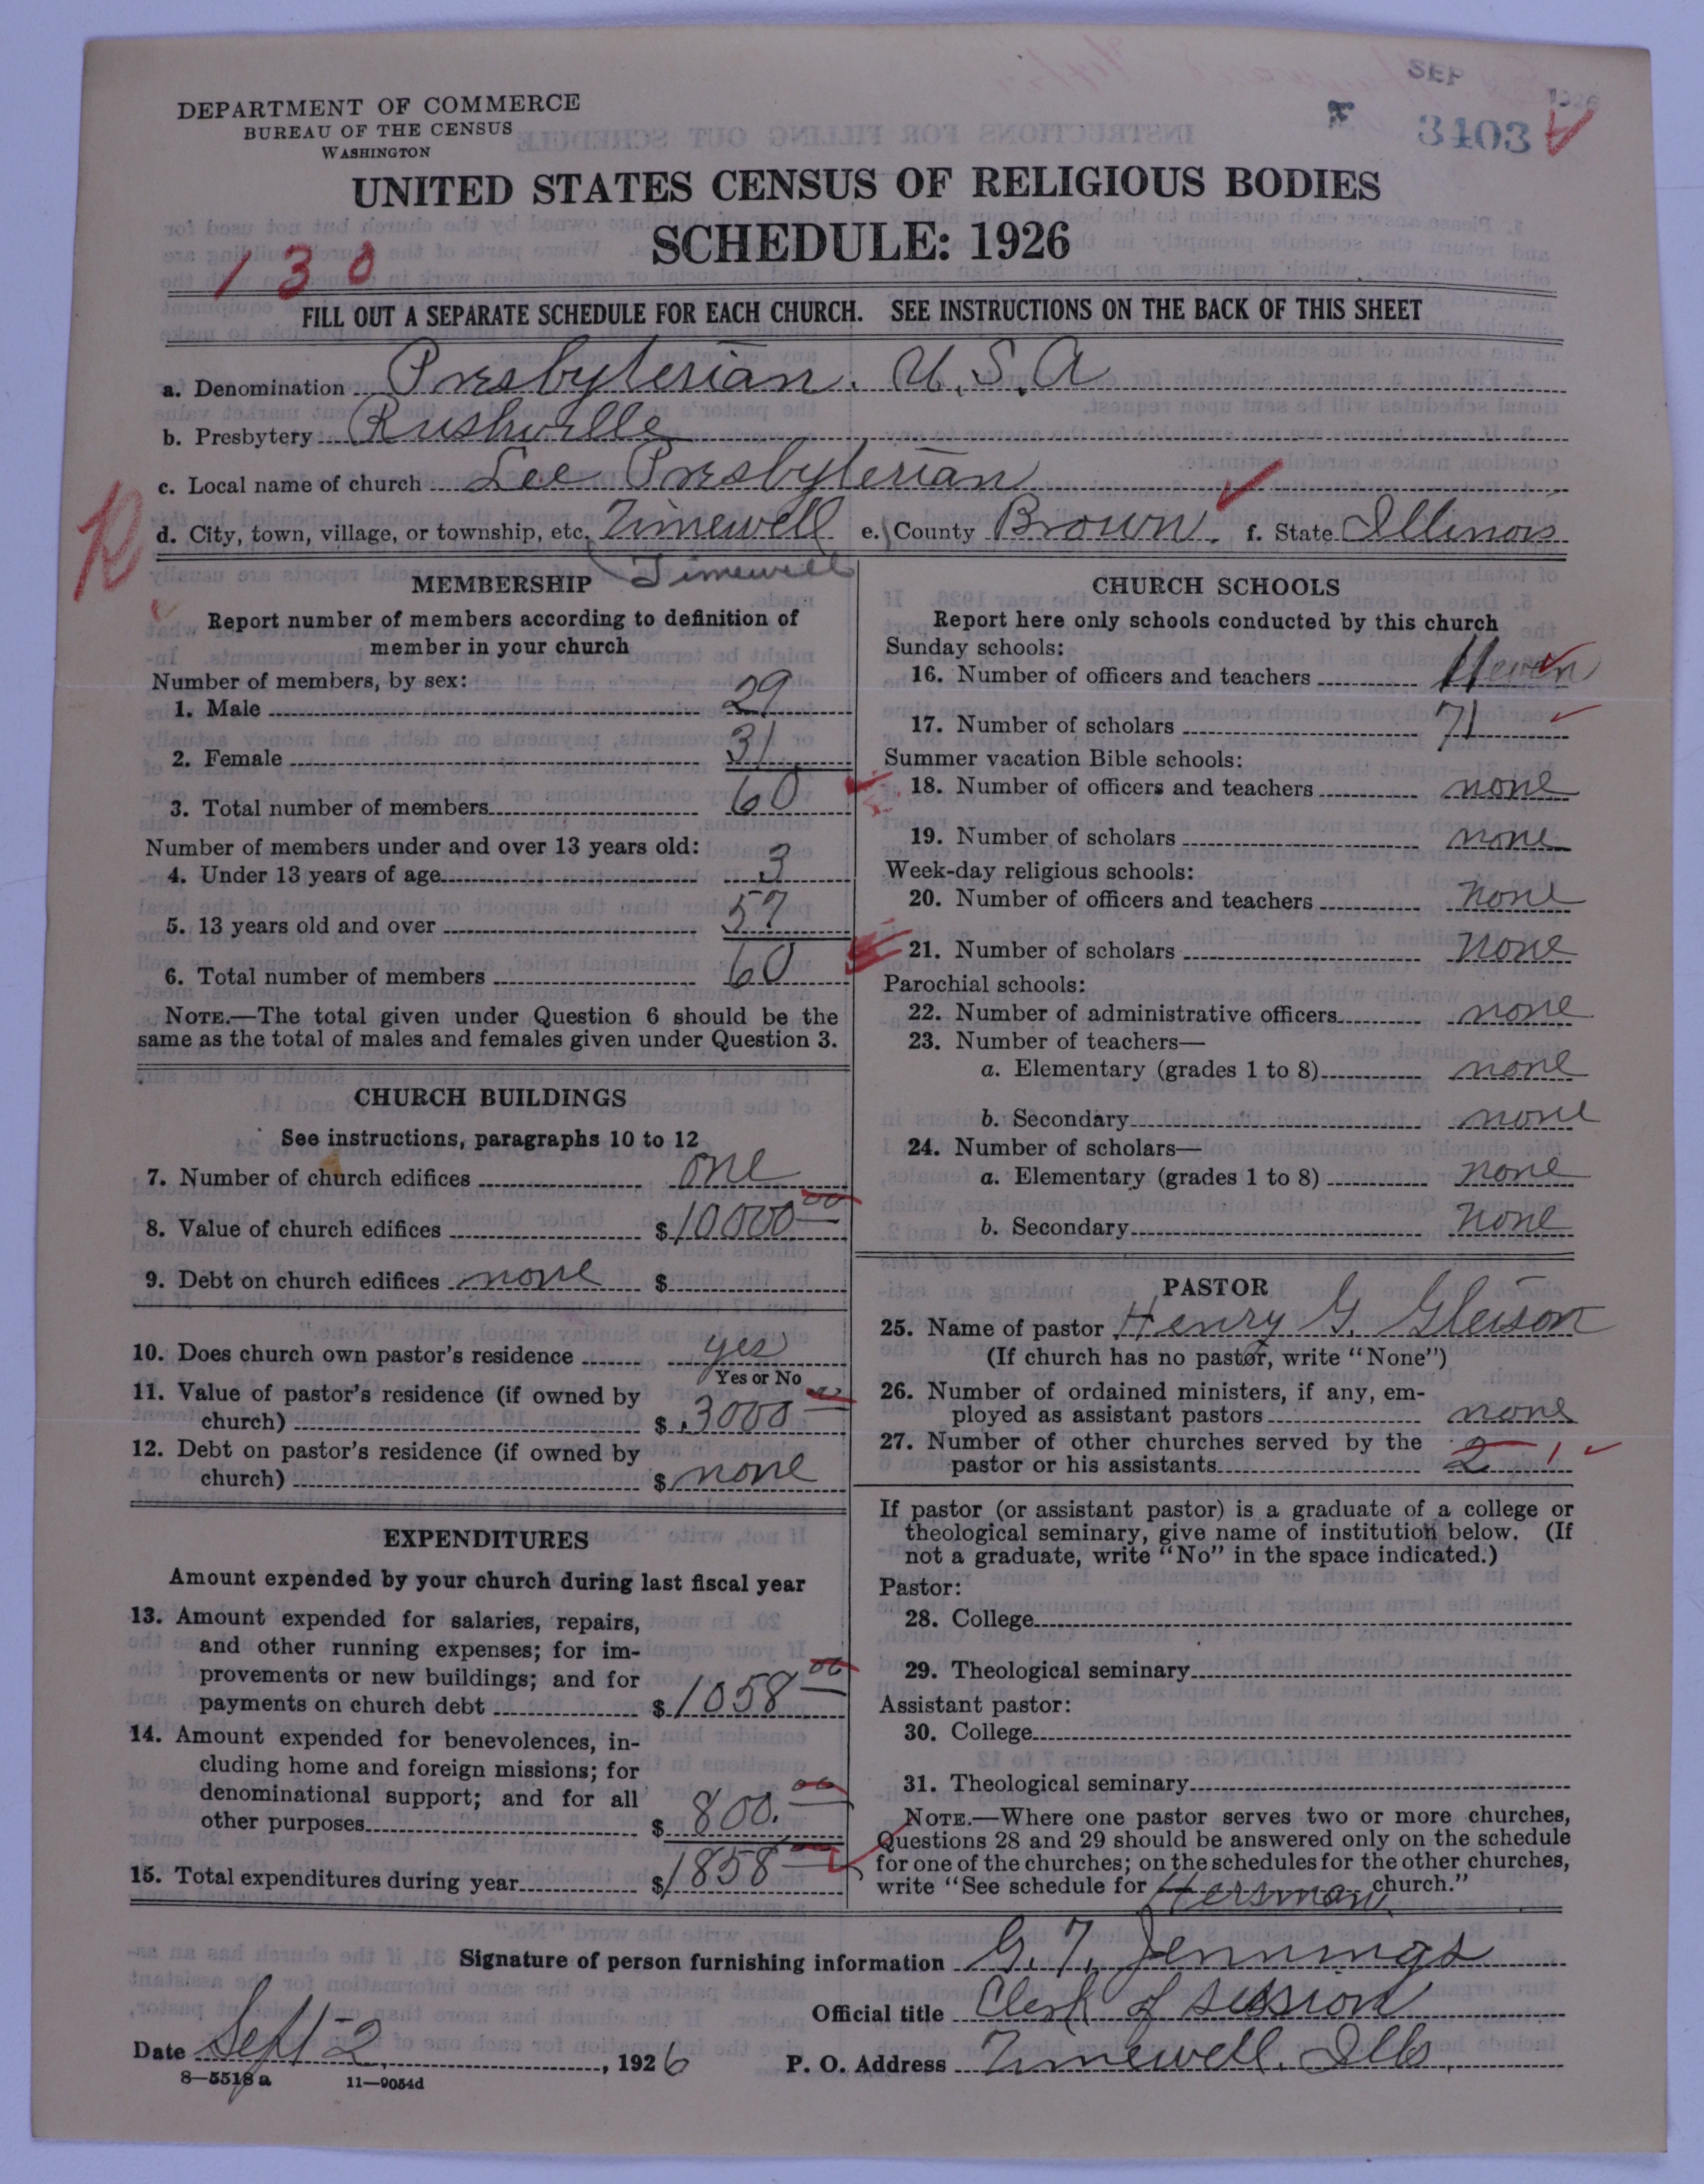 DEPARTMENT OF COMMERCE
BUREAU OF THE CENSUS
WASHINGTON
SEP 1926
3403
UNITED STATES CENSUS OF RELIGIOUS BODIES
SCHEDULE: 1926
130
FILL OUT A SEPARATE SCHEDULE FOR EACH CHURCH. SEE INSTRUCTIONS ON THE BACK OF THIS SHEET
a. Denomination Presbyterian. U.S.A
b. Presbytery Rushville
c. Local name of church Lee Presbyterian
d. City, town, village, or township, etc. Timewell e. County Brown. f. State Illinois
Timewell
MEMBERSHIP
Report number of members according to definition of
member in your church
Number of members, by sex:
1. Male 29
2. Female 31
3. Total number of members 60
Number of members under and over 13 years old:
4. Under 13 years of age 3
5. 13 years old and over 57
6. Total number of members 60
NOTE.—The total given under Question 6 should be the
same as the total of males and females given under Question 3.
CHURCH BUILDINGS
See instructions, paragraphs 10 to 12
7. Number of church edifices one
8. Value of church edifices $ 10000 00
9. Debt on church edifices none $
10. Does church own pastor's residence yes
Yes or No
11. Value of pastor's residence (if owned by
church) $ 3000 00
12. Debt on pastor's residence (if owned by
church) $ none
EXPENDITURES
Amount expended by your church during last fiscal year
13. Amount expended for salaries, repairs,
and other running expenses; for im-
provements or new buildings; and for
payments on church debt $ 1058 00
14. Amount expended for benevolences, in-
cluding home and foreign missions; for
denominational support; and for all
other purposes $ 800. 00
15. Total expenditures during year $ 1858
CHURCH SCHOOLS
Report here only schools conducted by this church
Sunday schools:
16. Number of officers and teachers
17. Number of scholars 71
Summer vacation Bible schools:
18. Number of officers and teachers none
19. Number of scholars none
Week-day religious schools:
20. Number of officers and teachers none
21. Number of scholars none
Parochial schools:
22. Number of administrative officers none
23. Number of teachers—
a. Elementary (grades 1 to 8) none
b. Secondary none
24. Number of scholars—
a. Elementary (grades 1 to 8) none
b. Secondary none
PASTOR
25. Name of pastor Henry G. Gleison
(If church has no pastor, write "None")
26. Number of ordained ministers, if any, em-
ployed as assistant pastors none
27. Number of other churches served by the
pastor or his assistants 2 1
If pastor (or assistant pastor) is a graduate of a college or
theological seminary, give name of institution below. (If
not a graduate, write "No" in the space indicated.)
Pastor:
28. College
29. Theological seminary
Assistant pastor:
30. College
31. Theological seminary
NOTE.—Where one pastor serves two or more churches,
Questions 28 and 29 should be answered only on the schedule
for one of the churches; on the schedules for the other churches,
write "See schedule for Hersman church."
Signature of person furnishing information G. T. Jennings
Official title Clerk of session
Date Sept 2, 1926 P. O. Address Timewell. Ills,
8—5518 a 11—9054d